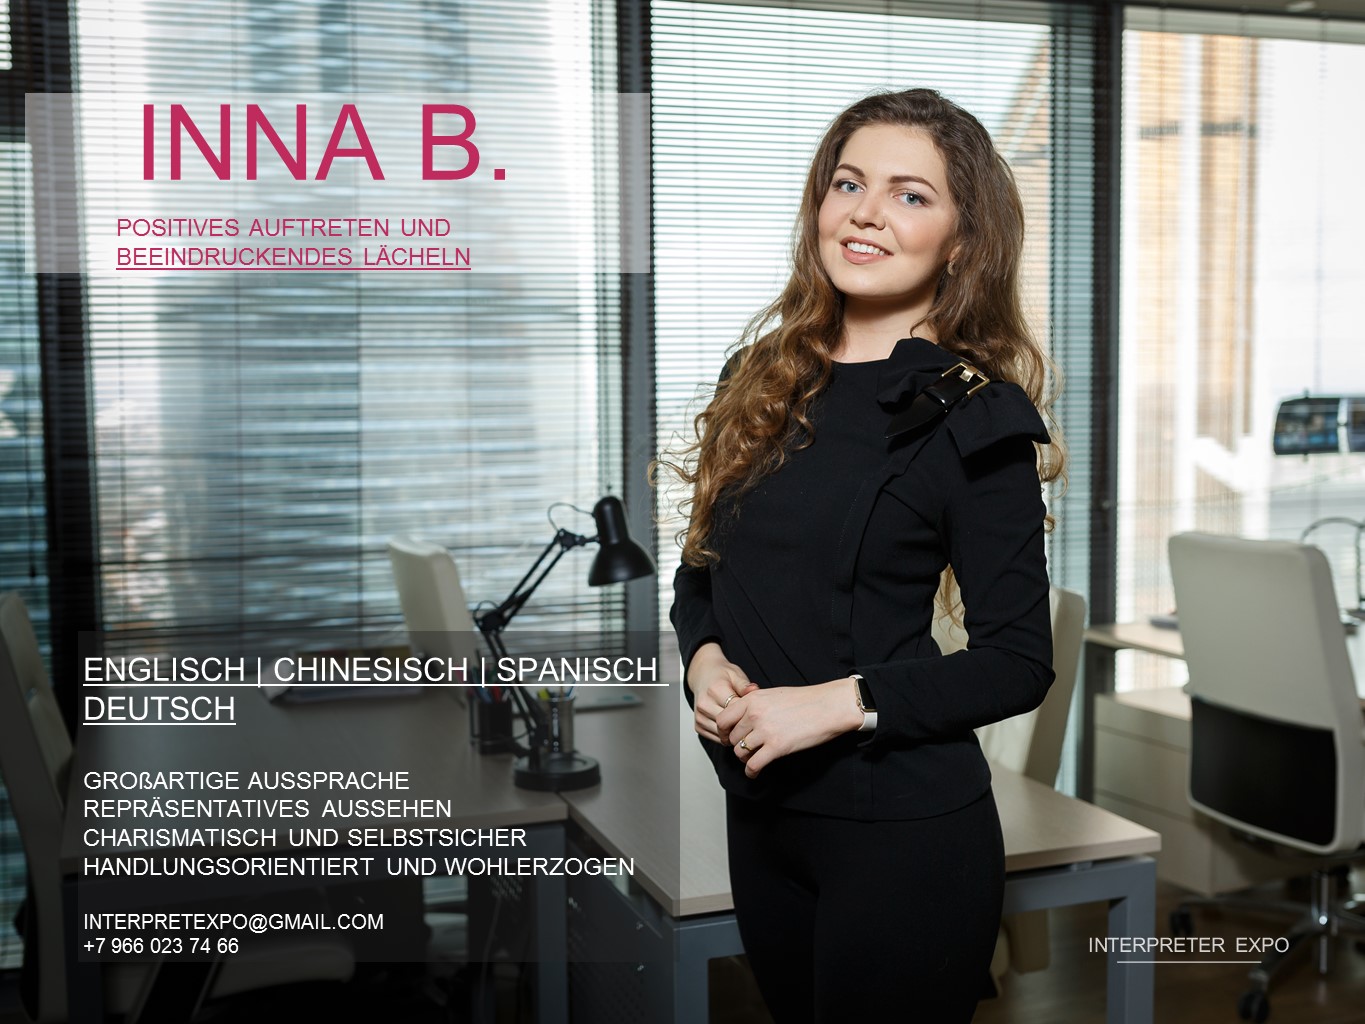 INNA B.
POSITIVES AUFTRETEN UND
BEEINDRUCKENDES LÄCHELN
ENGLISCH | CHINESISCH | SPANISCH
DEUTSCH
GROßARTIGE AUSSPRACHE
REPRÄSENTATIVES AUSSEHEN
CHARISMATISCH UND SELBSTSICHER
HANDLUNGSORIENTIERT UND WOHLERZOGEN
INTERPRETEXPO@GMAIL.COM
+7 966 023 74 66
INTERPRETER EXPO